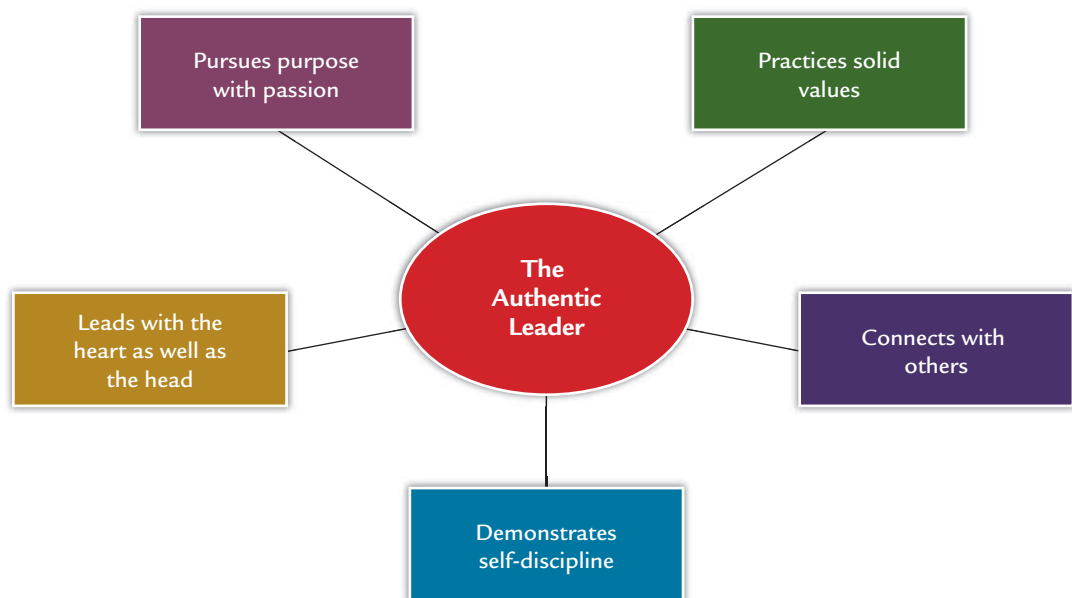 Pursues purpose
with passion
Practices solid
values
The
Authentic
Leader
Leads with the
heart as well as
the head
Connects with
others
Demonstrates
self-discipline